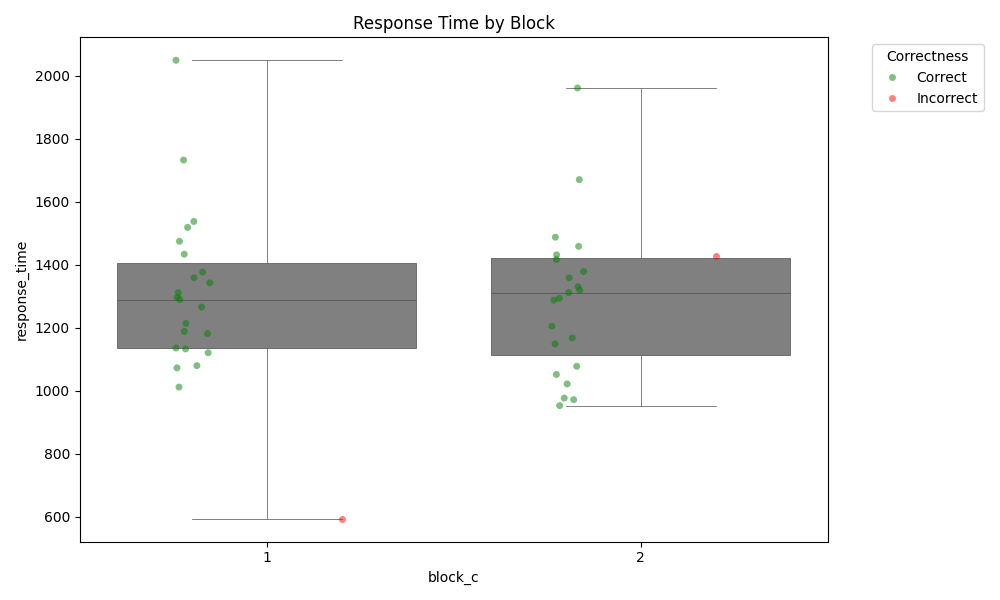 Response Time by Block
Correctness
Correct
Incorrect
response_time
2000
1800
1600
1400
1200
1000
800
600
1
2
block_c